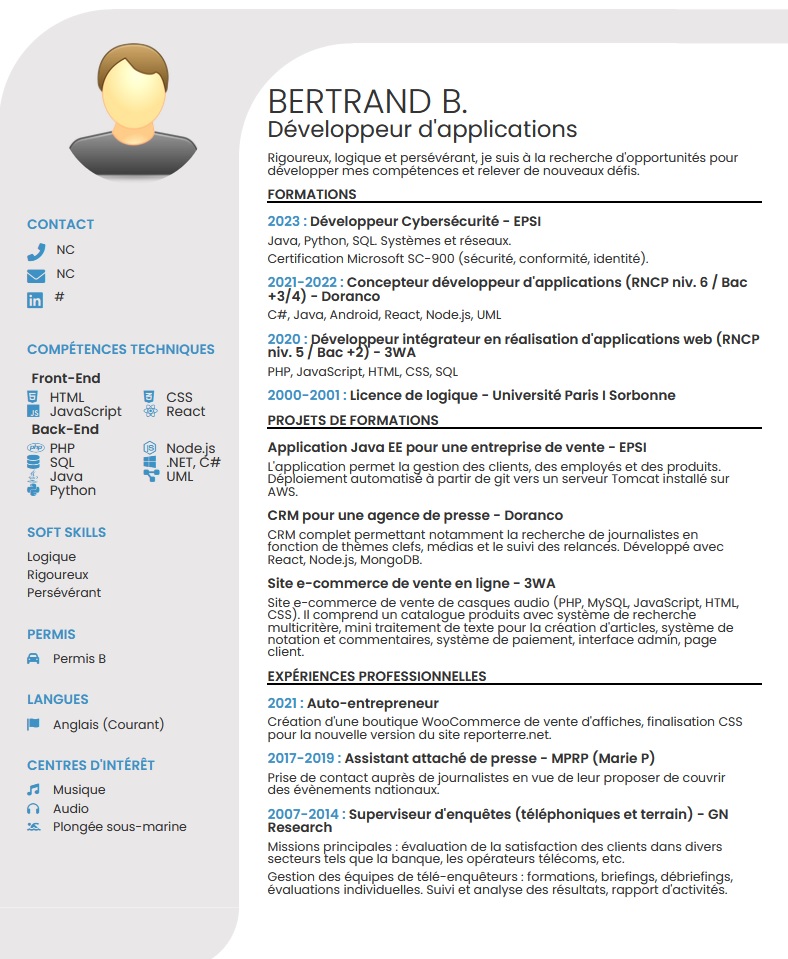 BERTRAND B.
Développeur d'applications
Rigoureux, logique et persévérant, je suis à la recherche d'opportunités pour
développer mes compétences et relever de nouveaux défis.
CONTACT
NC
NC
#
COMPÉTENCES TECHNIQUES
Front-End
HTML
CSS
JavaScript
React
Back-End
PHP
Node.js
SQL
.NET, C#
Java
UML
Python
SOFT SKILLS
Logique
Rigoureux
Persévérant
PERMIS
Permis B
LANGUES
Anglais (Courant)
CENTRES D'INTÉRÊT
Musique
Audio
Plongée sous-marine
FORMATIONS
2023 : Développeur Cybersécurité - EPSI
Java, Python, SQL. Systèmes et réseaux.
Certification Microsoft SC-900 (sécurité, conformité, identité).
2021-2022 : Concepteur développeur d'applications (RNCP niv. 6 / Bac
+3/4) - Doranco
C#, Java, Android, React, Node.js, UML
2020 : Développeur intégrateur en réalisation d'applications web (RNCP
niv. 5 / Bac +2) - 3WA
PHP, JavaScript, HTML, CSS, SQL
2000-2001 : Licence de logique - Université Paris I Sorbonne
PROJETS DE FORMATIONS
Application Java EE pour une entreprise de vente - EPSI
L'application permet la gestion des clients, des employés et des produits.
Déploiement automatisé à partir de git vers un serveur Tomcat installé sur
AWS.
CRM pour une agence de presse - Doranco
CRM complet permettant notamment la recherche de journalistes en
fonction de thèmes clefs, médias et le suivi des relances. Développé avec
React, Node.js, MongoDB.
Site e-commerce de vente en ligne - 3WA
Site e-commerce de vente de casques audio (PHP, MySQL, JavaScript, HTML,
CSS). Il comprend un catalogue produits avec système de recherche
multicritère, mini traitement de texte pour la création d'articles, système de
notation et commentaires, système de paiement, interface admin, page
client.
EXPÉRIENCES PROFESSIONNELLES
2021 : Auto-entrepreneur
Création d'une boutique WooCommerce de vente d'affiches, finalisation CSS
pour la nouvelle version du site reporterre.net.
2017-2019 : Assistant attaché de presse - MPRP (Marie P)
Prise de contact auprès de journalistes en vue de leur proposer de couvrir
des évènements nationaux.
2007-2014 : Superviseur d'enquêtes (téléphoniques et terrain) - GN
Research
Missions principales : évaluation de la satisfaction des clients dans divers
secteurs tels que la banque, les opérateurs télécoms, etc.
Gestion des équipes de télé-enquêteurs : formations, briefings, débriefings,
évaluations individuelles. Suivi et analyse des résultats, rapport d'activités.